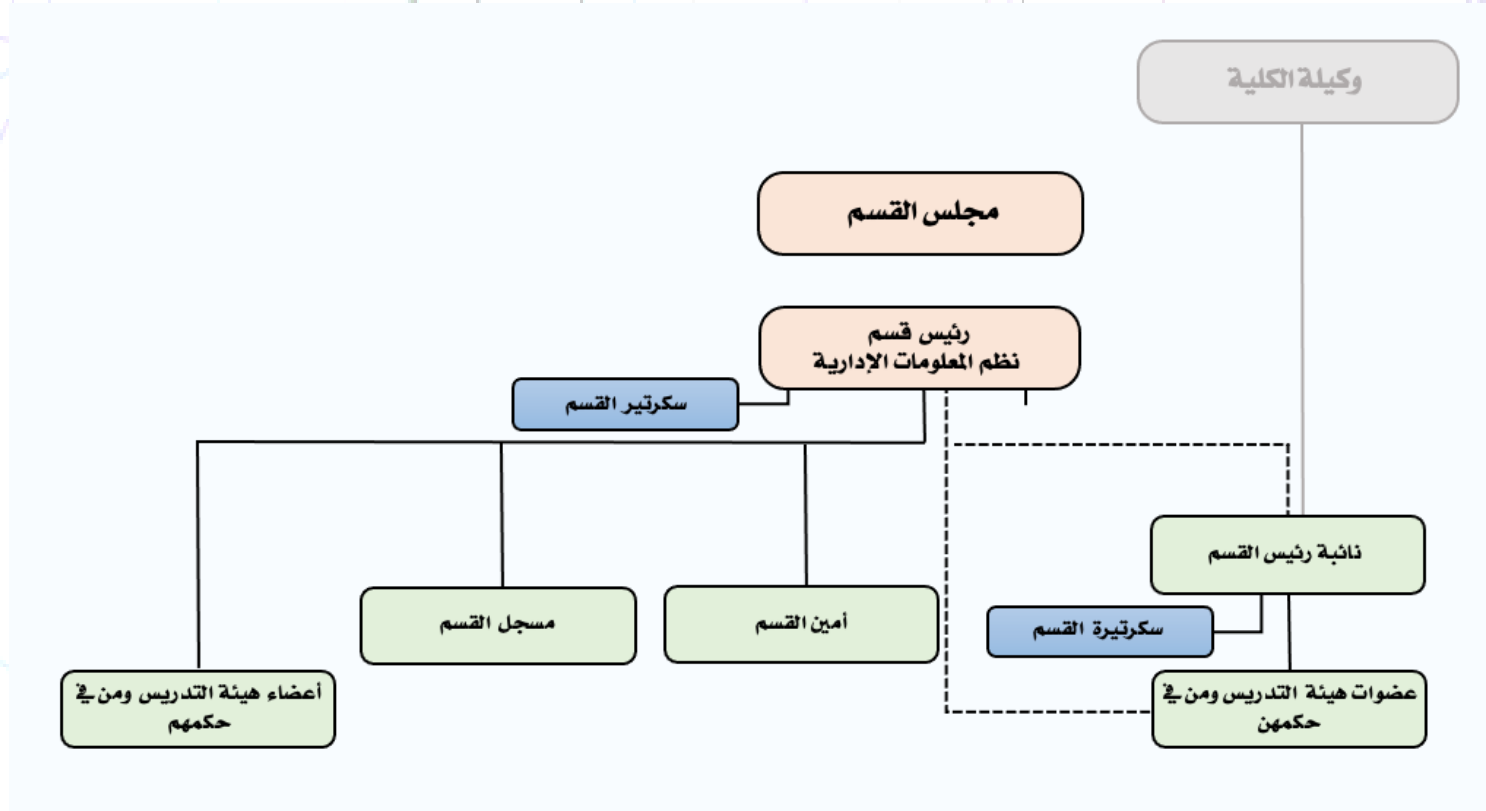 وكيلة الكلية
مجلس القسم
رئيس قسم
نظم المعلومات الإدارية
سكرتير القسم
نائبة رئيس القسم
سكرتيرة القسم
أمين القسم
مسجل القسم
عضوات هيئة التدريس ومن في
حكمهن
أعضاء هيئة التدريس ومن في
حكمهم